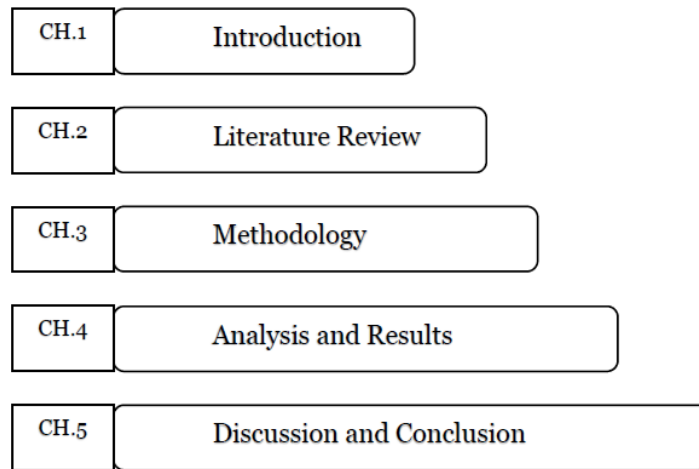 CH.1 Introduction
CH.2 Literature Review
CH.3 Methodology
CH.4 Analysis and Results
CH.5 Discussion and Conclusion